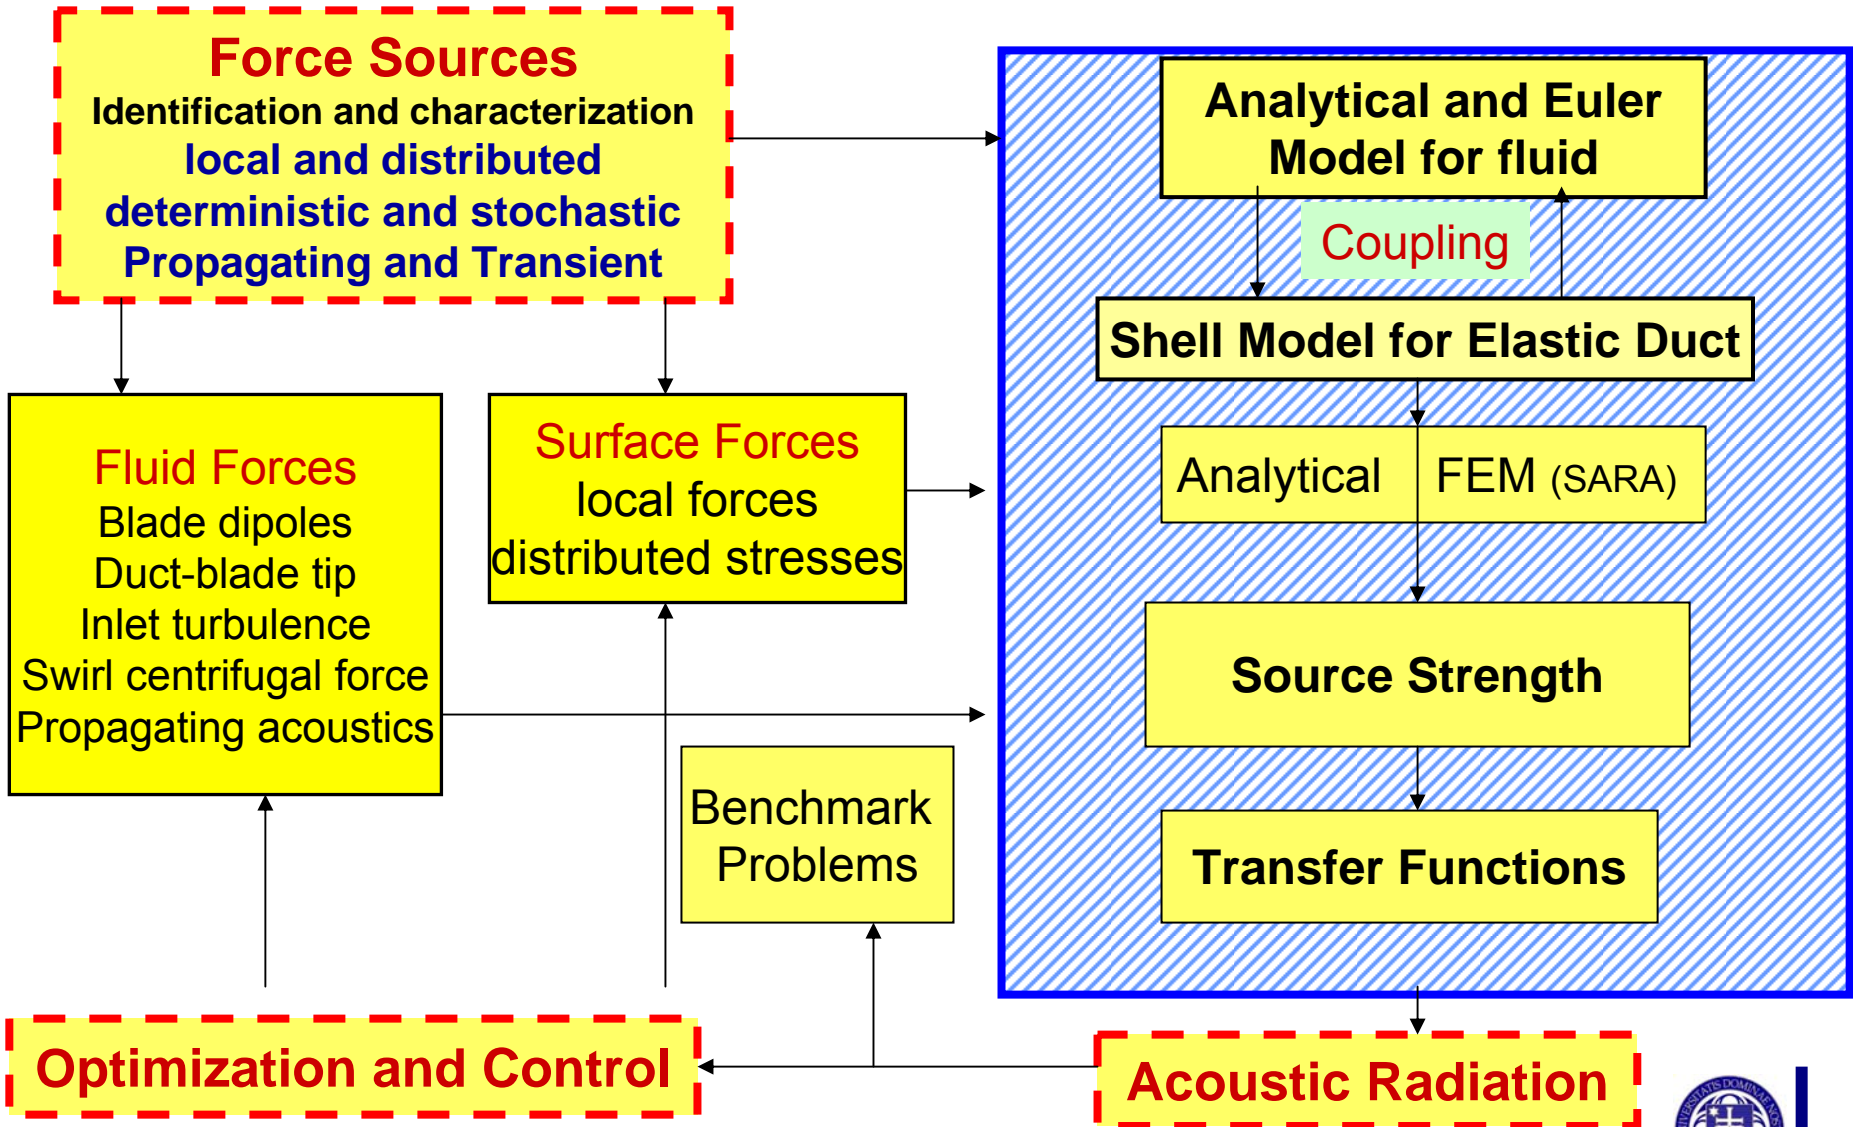 Force Sources
Identification and characterization
local and distributed
deterministic and stochastic
Propagating and Transient
Analytical and Euler
Model for fluid
Coupling
Shell Model for Elastic Duct
Fluid Forces
Blade dipoles
Duct-blade tip
Inlet turbulence
Swirl centrifugal force
Propagating acoustics
Surface Forces
local forces
distributed stresses
Analytical
FEM (SARA)
Source Strength
Benchmark
Problems
Transfer Functions
Optimization and Control
Acoustic Radiation